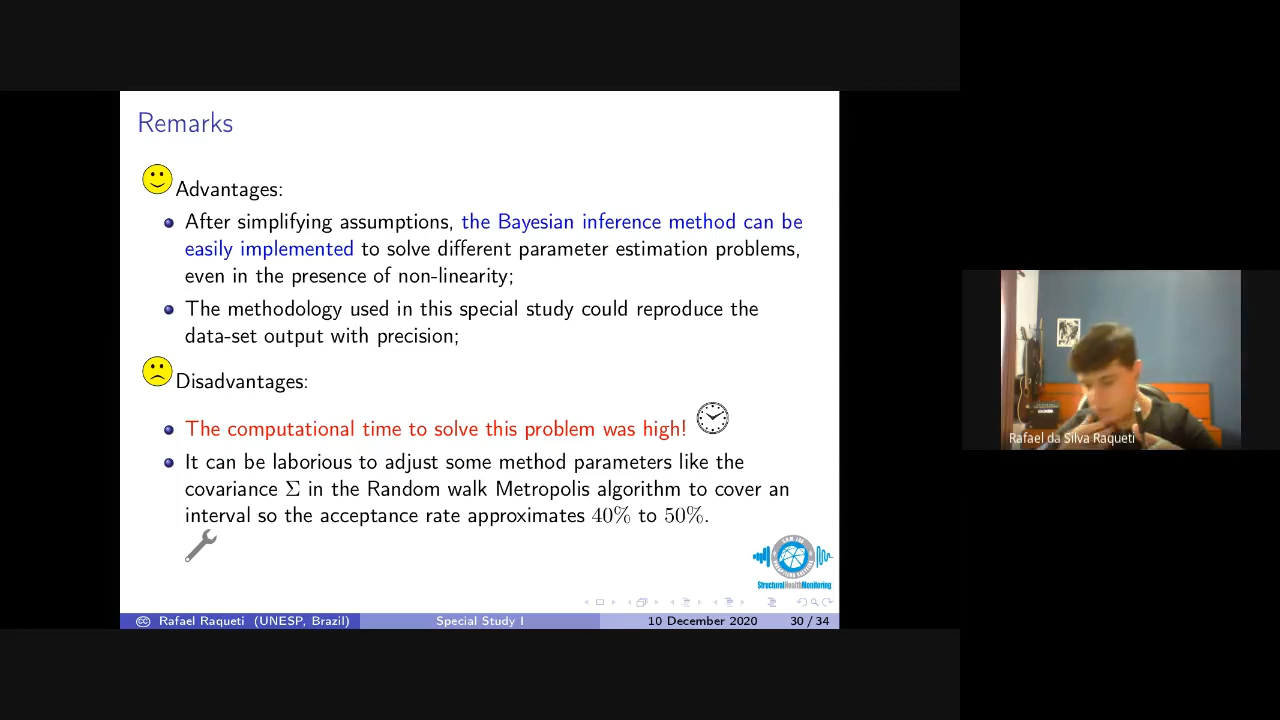 Remarks
Advantages:
After simplifying assumptions, the Bayesian inference method can be
easily implemented to solve different parameter estimation problems,
even in the presence of non-linearity;
The methodology used in this special study could reproduce the
data-set output with precision;
Disadvantages:
The computational time to solve this problem was high!
It can be laborious to adjust some method parameters like the
covariance Σ in the Random walk Metropolis algorithm to cover an
interval so the acceptance rate approximates 40% to 50%.
StructuralHealthMonitoring
Rafael Raqueti (UNESP, Brazil) Special Study I 10 December 2020 30 / 34
Rafael da Silva Raqueti